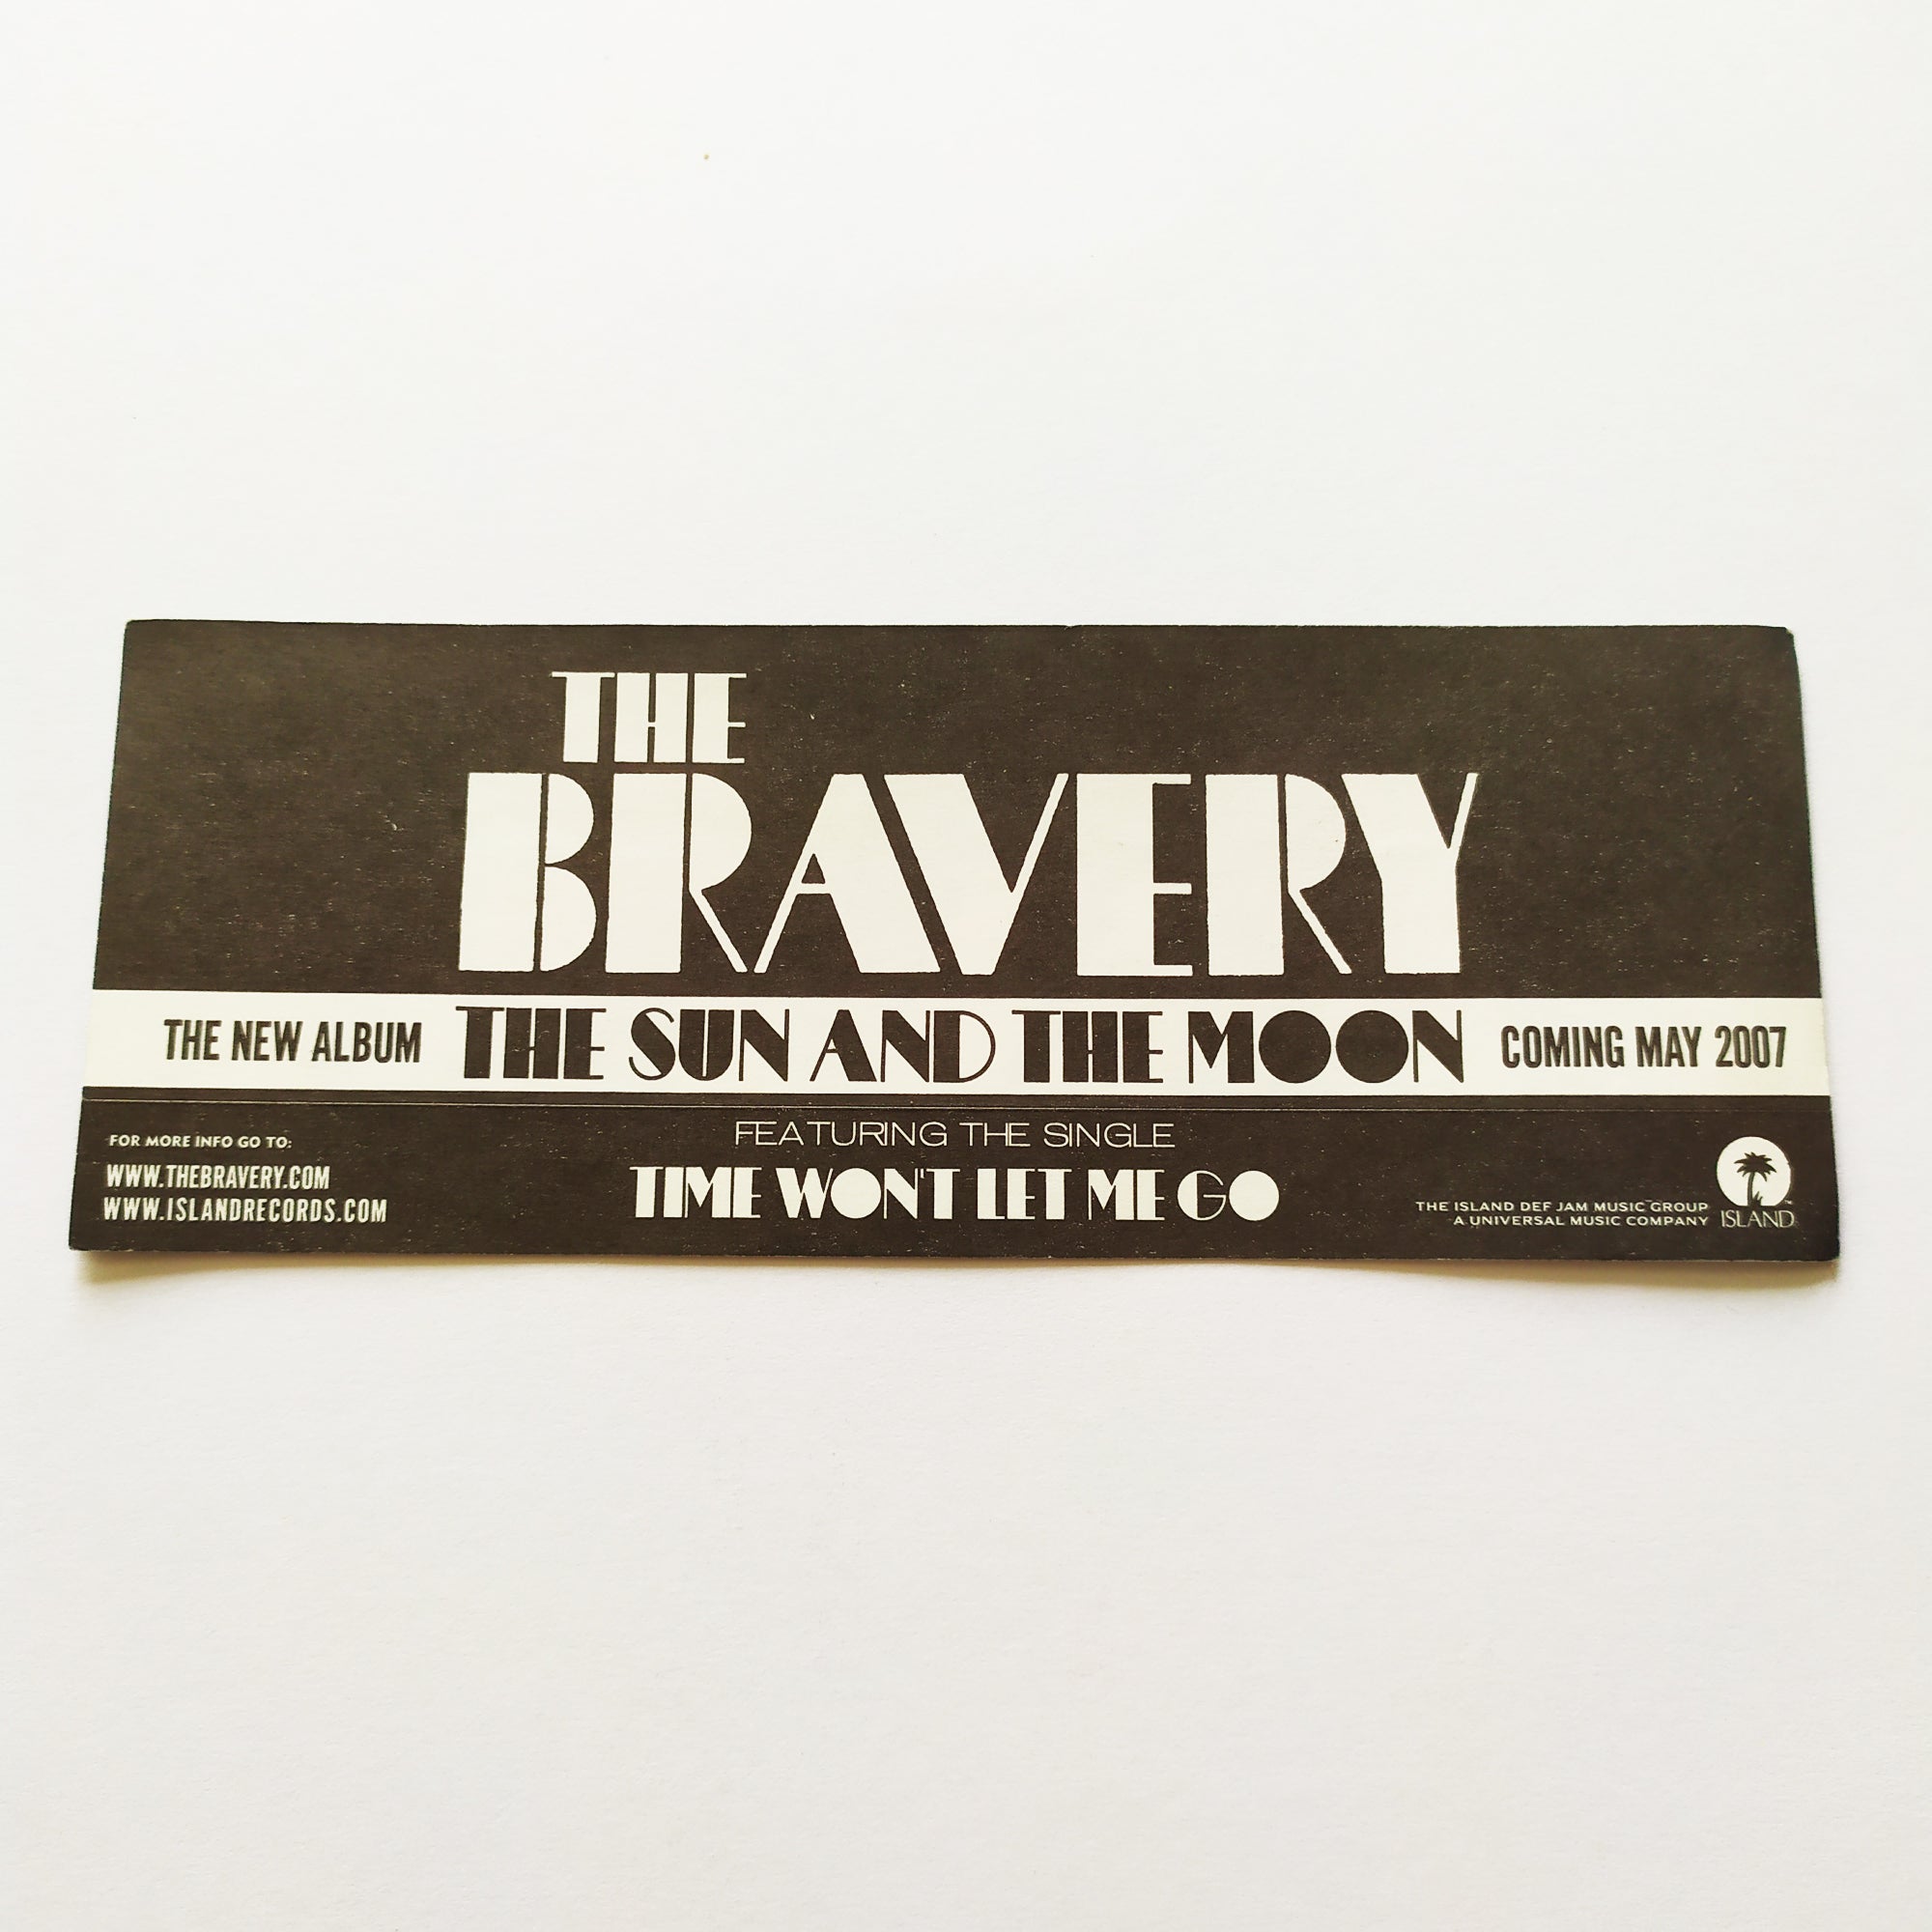 THE
BRAVERY
THE NEW ALBUM THE SUN AND THE MOON COMING MAY 2007
FOR MORE INFO GO TO:
WWW.THEBRAVERY.COM
WWW.ISLANDRECORDS.COM
FEATURING THE SINGLE
TIME WON'T LET ME GO
THE ISLAND DEF JAM MUSIC GROUP
A UNIVERSAL MUSIC COMPANY
ISLAND